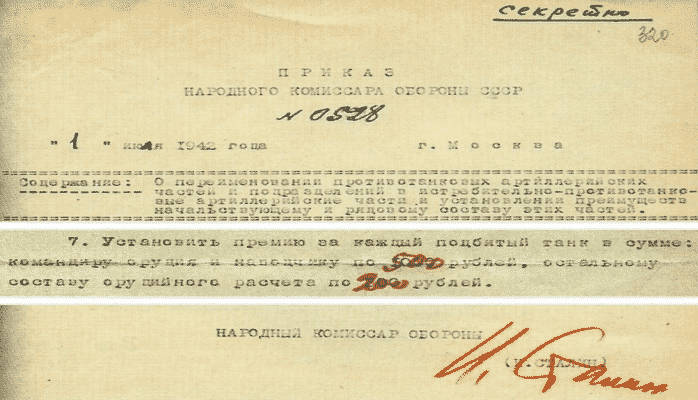 секретно
320
ПРИКАЗ
НАРОДНОГО КОМИССАРА ОБОРОНЫ СССР
N 0528
"1" июля 1942 года г. Москва
Содержание: О переименовании противотанковых артиллерийских
частей и подразделений в истребительно-противотанко-
вые артиллерийские части и установлении преимуществ
начальствующему и рядовому составу этих частей.
7. Установить премию за каждый подбитый танк в сумме:
командиру орудия и наводчику по 500 рублей, остальному
составу орудийного расчета по 200 рублей.
НАРОДНЫЙ КОМИССАР ОБОРОНЫ
(И.СТАЛИН)
И. Сталин